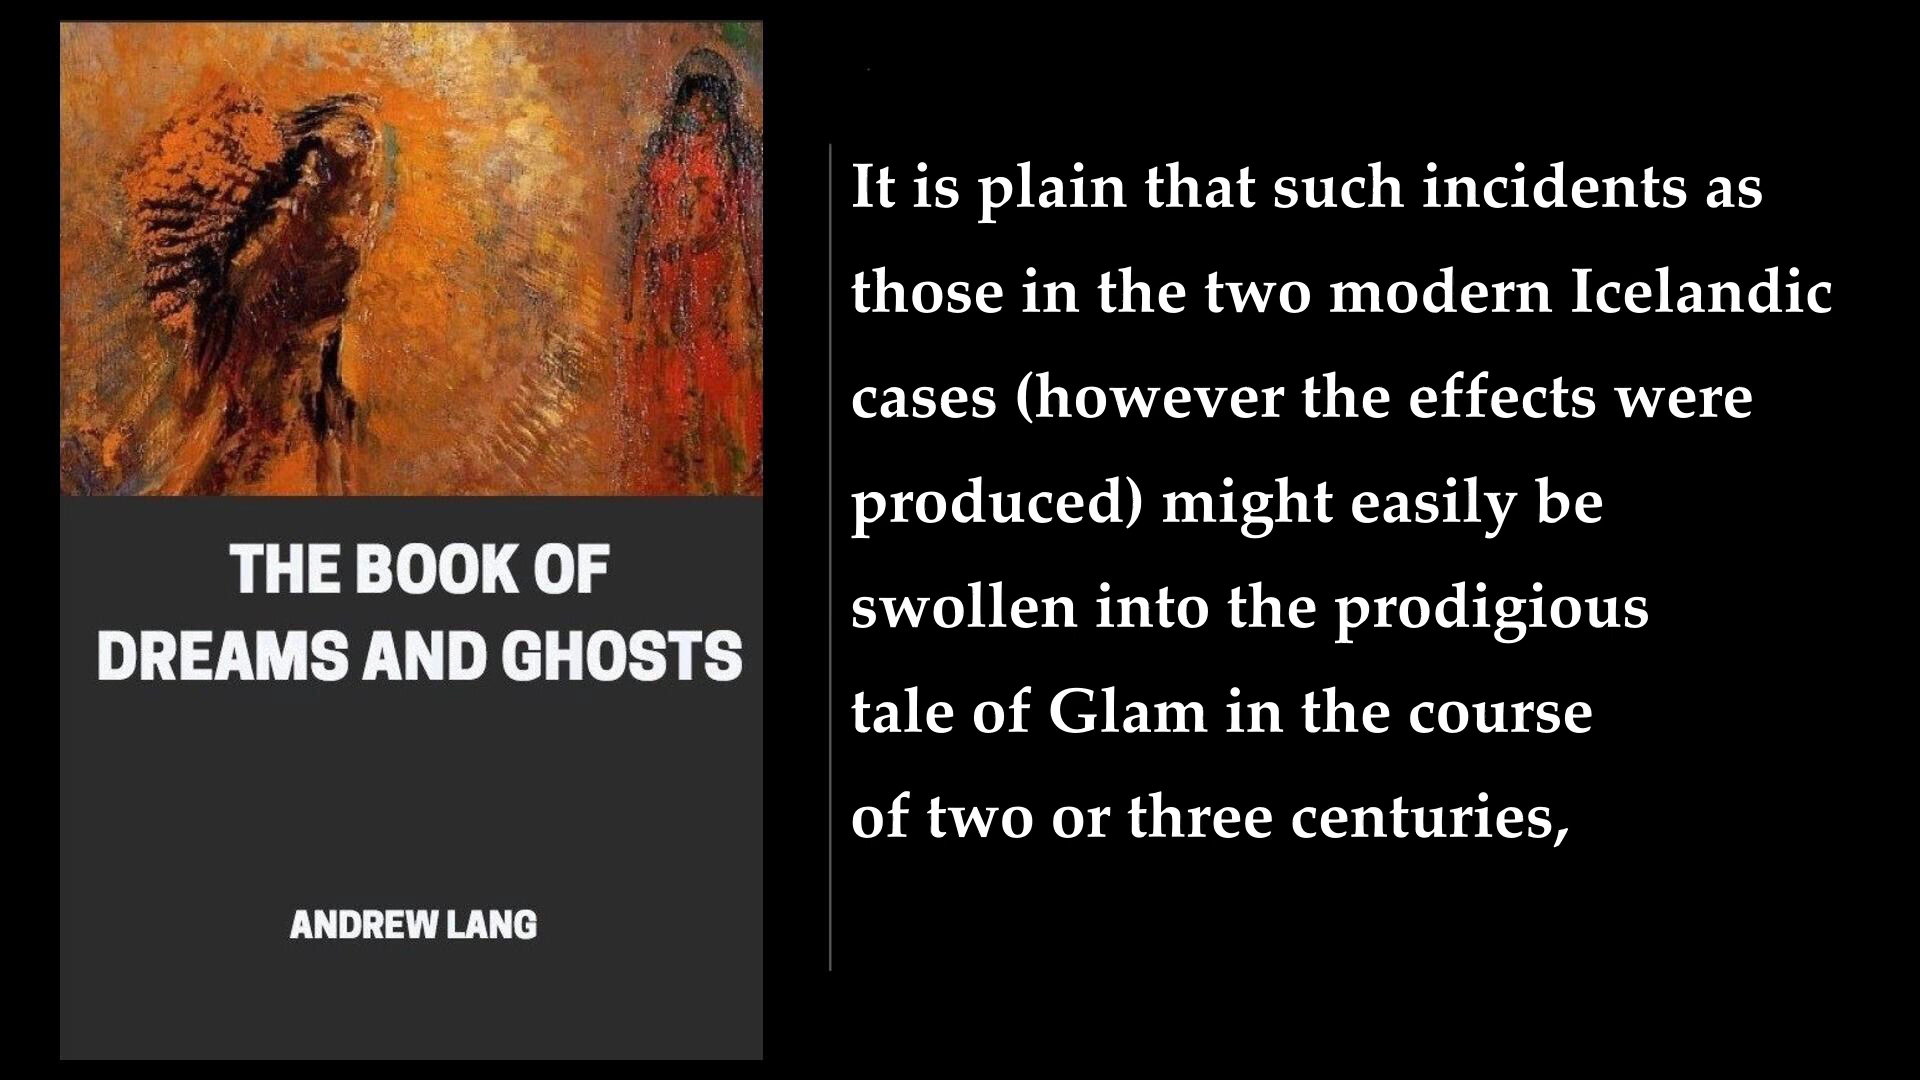 THE BOOK OF
DREAMS AND GHOSTS
ANDREW LANG
It is plain that such incidents as
those in the two modern Icelandic
cases (however the effects were
produced) might easily be
swollen into the prodigious
tale of Glam in the course
of two or three centuries,